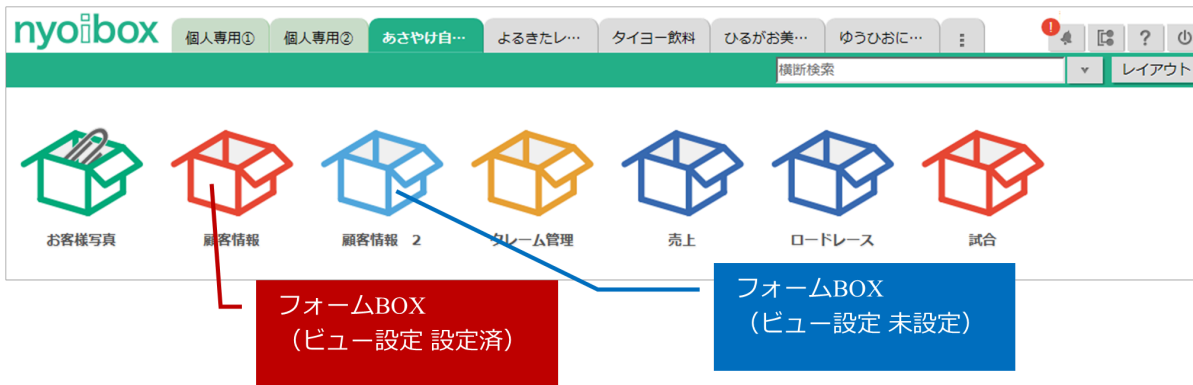 nyoibox 個人専用① 個人専用② あさやけ自… よるきたレ… タイヨー飲料 ひるがお美… ゆうひおに… ⋮ ! ?
横断検索 レイアウト
お客様写真 顧客情報 顧客情報 2 クレーム管理 売上 ロードレース 試合
フォームBOX
（ビュー設定 設定済）
フォームBOX
（ビュー設定 未設定）